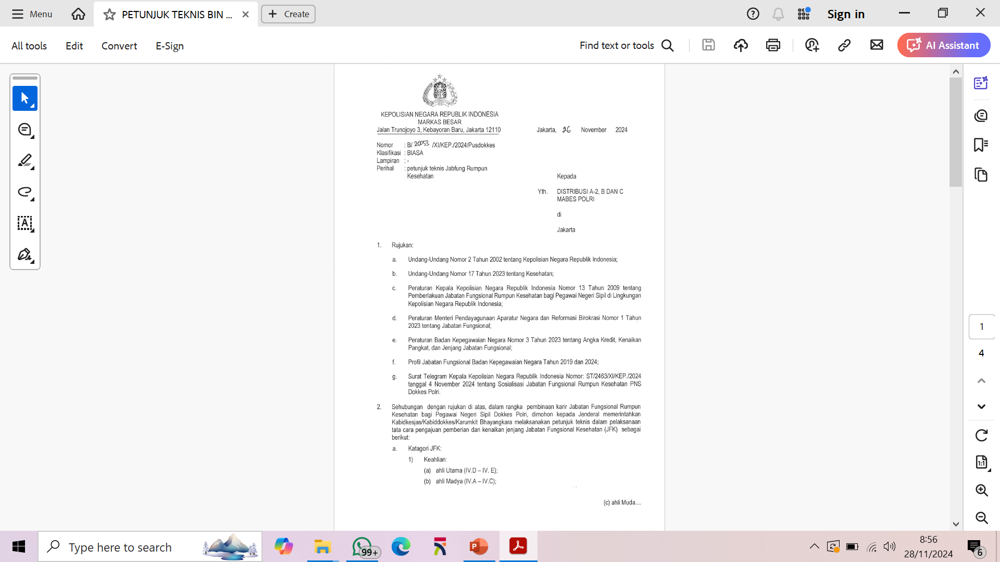 Menu
PETUNJUK TEKNIS BIN ...
Create
Sign in
All tools
Edit
Convert
E-Sign
Find text or tools
AI Assistant
KEPOLISIAN NEGARA REPUBLIK INDONESIA
MARKAS BESAR
Jalan Trunojoyo 3, Kebayoran Baru, Jakarta 12110
Jakarta, 26 November 2024
Nomor : B/ 20053 /XI/KEP./2024/Pusdokkes
Klasifikasi : BIASA
Lampiran : -
Perihal : petunjuk teknis Jabfung Rumpun
Kesehatan
Kepada
Yth. DISTRIBUSI A-2, B DAN C
MABES POLRI
di
Jakarta
1. Rujukan:
a. Undang-Undang Nomor 2 Tahun 2002 tentang Kepolisian Negara Republik Indonesia;
b. Undang-Undang Nomor 17 Tahun 2023 tentang Kesehatan;
c. Peraturan Kepala Kepolisian Negara Republik Indonesia Nomor 13 Tahun 2009 tentang
Pemberlakuan Jabatan Fungsional Rumpun Kesehatan bagi Pegawai Negeri Sipil di Lingkungan
Kepolisian Negara Republik Indonesia;
d. Peraturan Menteri Pendayagunaan Aparatur Negara dan Reformasi Birokrasi Nomor 1 Tahun
2023 tentang Jabatan Fungsional;
e. Peraturan Badan Kepegawaian Negara Nomor 3 Tahun 2023 tentang Angka Kredit, Kenaikan
Pangkat, dan Jenjang Jabatan Fungsional;
f. Profil Jabatan Fungsional Badan Kepegawaian Negara Tahun 2019 dan 2024;
g. Surat Telegram Kepala Kepolisian Negara Republik Indonesia Nomor: ST/2463/XI/KEP./2024
tanggal 4 November 2024 tentang Sosialisasi Jabatan Fungsional Rumpun Kesehatan PNS
Dokkes Polri.
2. Sehubungan dengan rujukan di atas, dalam rangka pembinaan karir Jabatan Fungsional Rumpun
Kesehatan bagi Pegawai Negeri Sipil Dokkes Polri, dimohon kepada Jenderal memerintahkan
Kabidkesjas/Kabiddokkes/Karumkit Bhayangkara melaksanakan petunjuk teknis dalam pelaksanaan
tata cara pengajuan pemberian dan kenaikan jenjang Jabatan Fungsional Kesehatan (JFK) sebagai
berikut:
a. Katagori JFK:
1) Keahlian:
(a) ahli Utama (IV.D – IV. E);
(b) ahli Madya (IV.A – IV.C);
(c) ahli Muda....
1
4
1:1
Type here to search
99+
8:56
28/11/2024
6